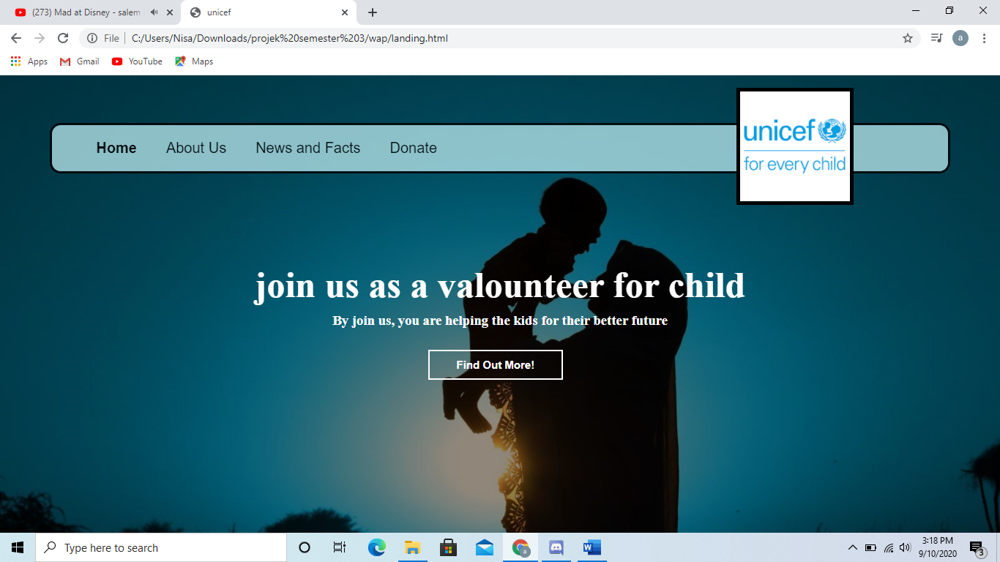 (273) Mad at Disney - salem
unicef
File
C:/Users/Nisa/Downloads/projek%20semester%203/wap/landing.html
a
Apps
Gmail
YouTube
Maps
Home
About Us
News and Facts
Donate
unicef
for every child
join us as a valounteer for child
By join us, you are helping the kids for their better future
Find Out More!
Type here to search
a
W
3:18 PM
9/10/2020
3